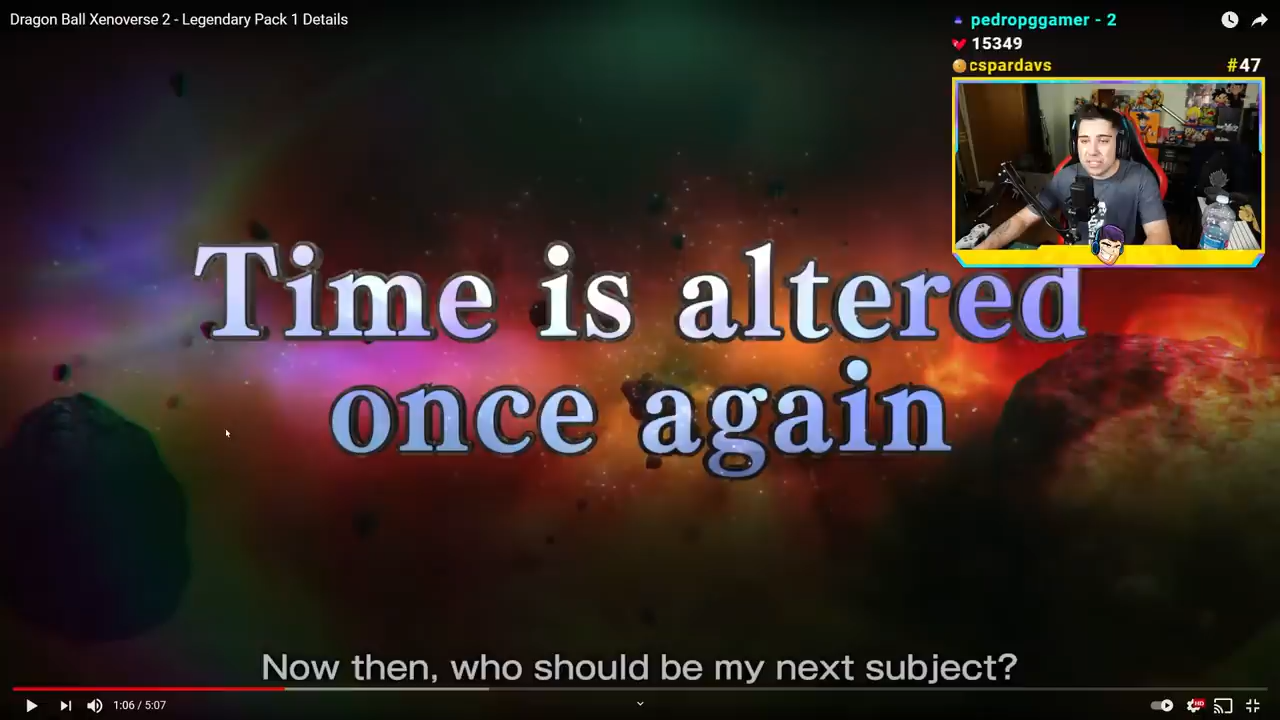 Dragon Ball Xenoverse 2 - Legendary Pack 1 Details
pedropggamer - 2
15349
cspardavs #47
Time is altered
once again
Now then, who should be my next subject?
1:06 / 5:07
HD